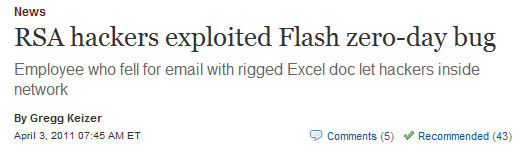 News
RSA hackers exploited Flash zero-day bug
Employee who fell for email with rigged Excel doc let hackers inside
network
By Gregg Keizer
April 3, 2011 07:45 AM ET Comments (5) Recommended (43)